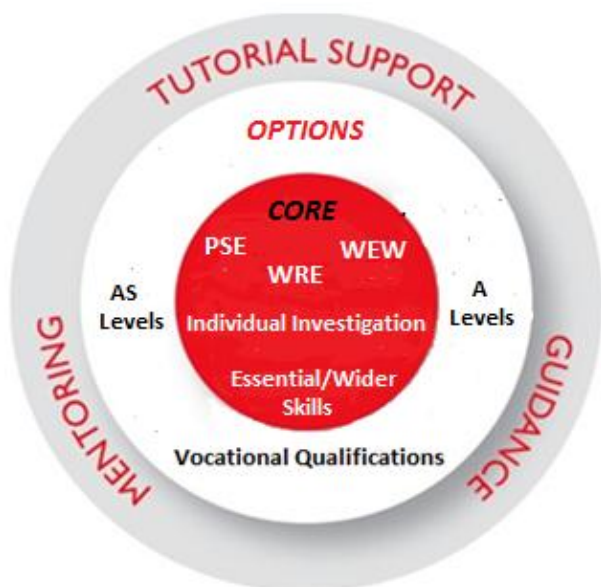 TUTORIAL SUPPORT
OPTIONS
CORE
PSE
WEW
WRE
AS
Levels
A
Levels
Individual Investigation
Essential/Wider
Skills
Vocational Qualifications
MENTORING
GUIDANCE